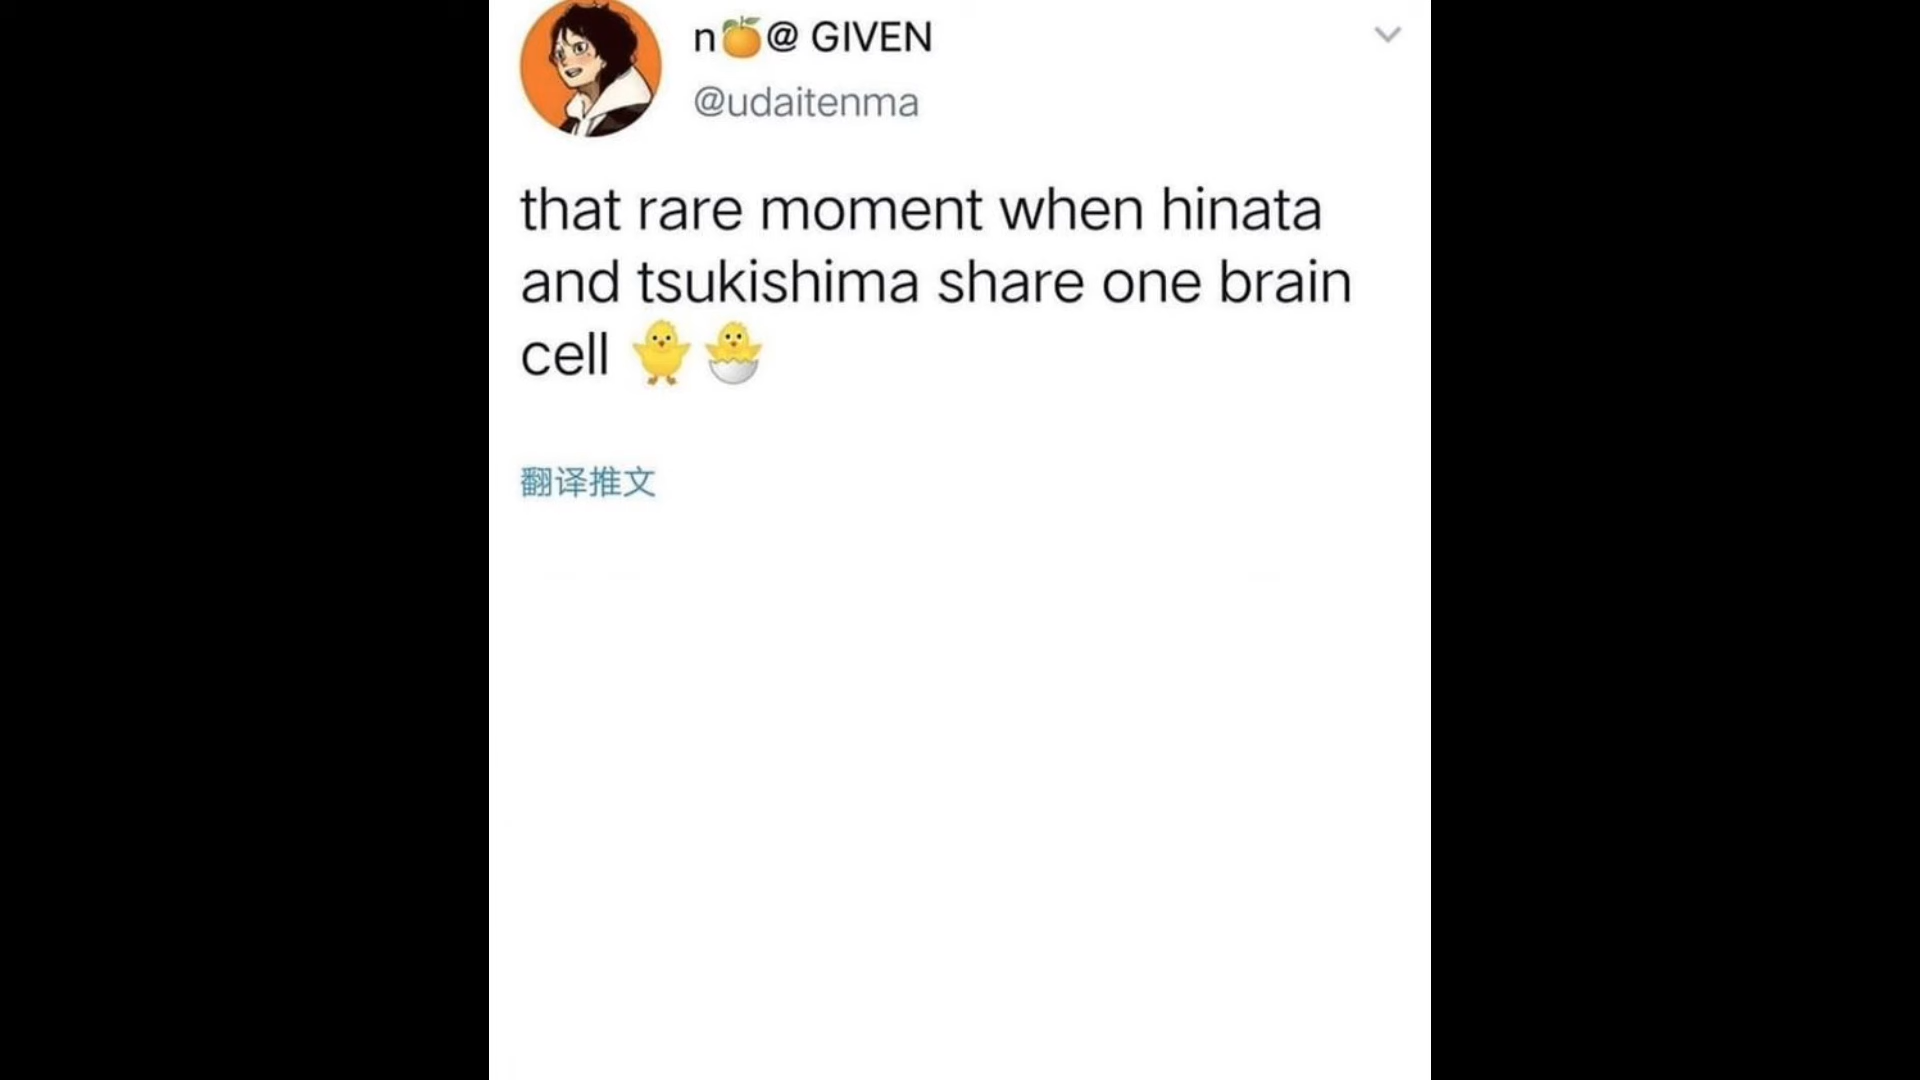 n🍊@ GIVEN
@udaitenma
that rare moment when hinata
and tsukishima share one brain
cell 🐥🐣
翻译推文